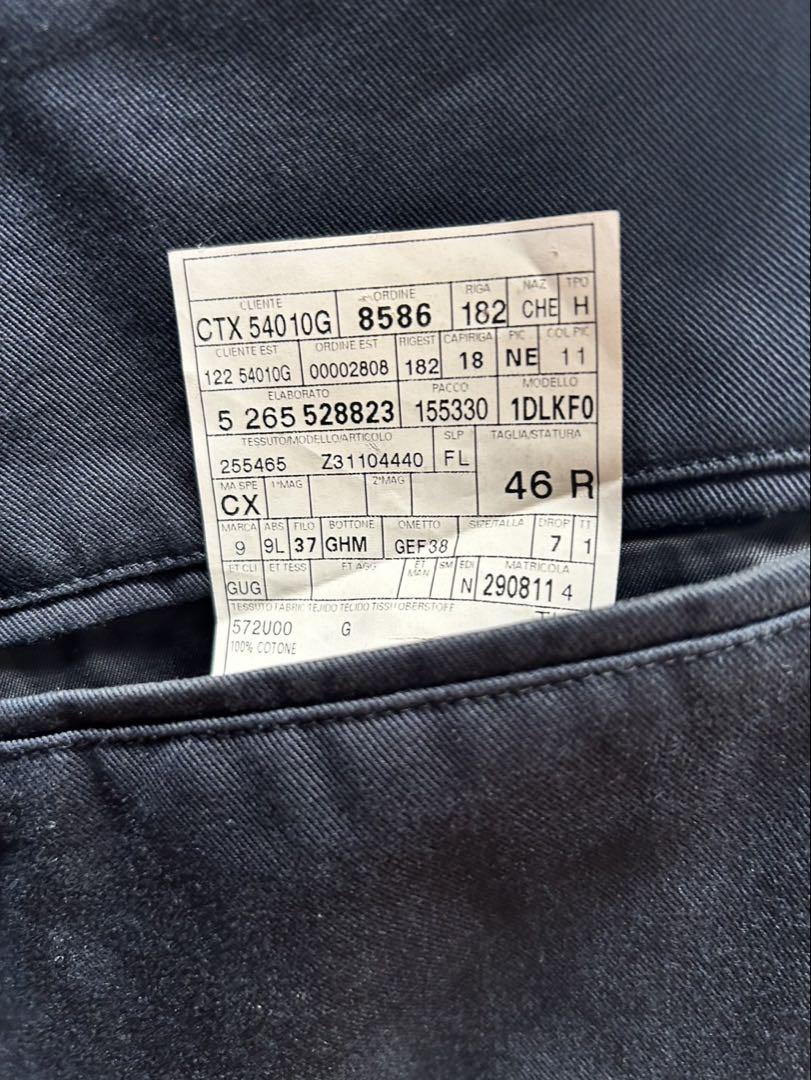 CLIENTE ORDINE RIGA NAZ TPO
CTX 54010G 8586 182 CHE H
CLIENTE EST ORDINE EST RIGEST CAPIRIGA PIC COL PIC
122 54010G 00002808 182 18 NE 11
ELABORATO PACCO MODELLO
5 265 528823 155330 1DLKF0
TESSUTO/MODELLO/ARTICOLO SLP TAGLIA/STATURA
255465 Z31104440 FL 46 R
MA SPE 1°MAG 2°MAG
CX
MARCA ABS FILO BOTTONE OMETTO SIZE/TALLA DROP
9 9L 37 GHM GEF38 7 1
ET CLI ET TESS ET AGG ET MAN SM EDI MATRICOLA
GUG N 290811 4
TESSUTO FABRIC TEJIDO TECIDO TISSU OBERSTOFF
572U00 G
100% COTONE